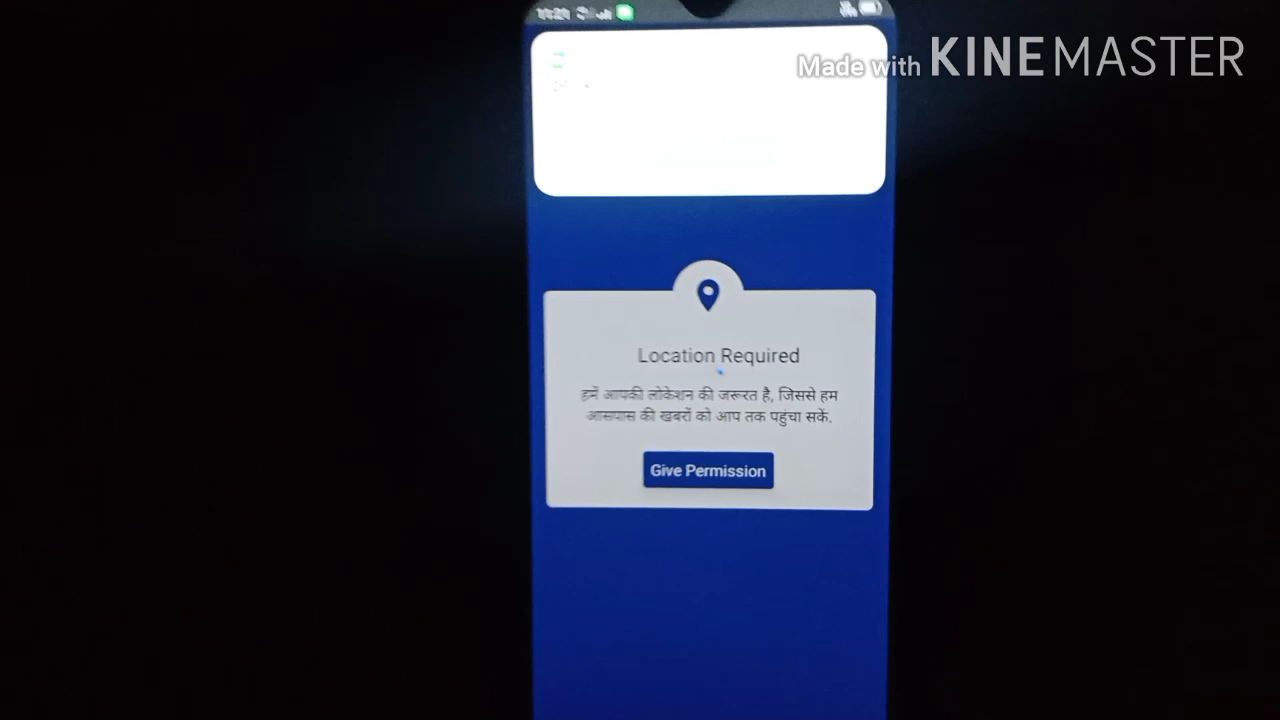 Made with KINEMASTER
Location Required
हमें आपकी लोकेशन की जरूरत है, जिससे हम
आसपास की खबरों को आप तक पहुंचा सकें.
Give Permission